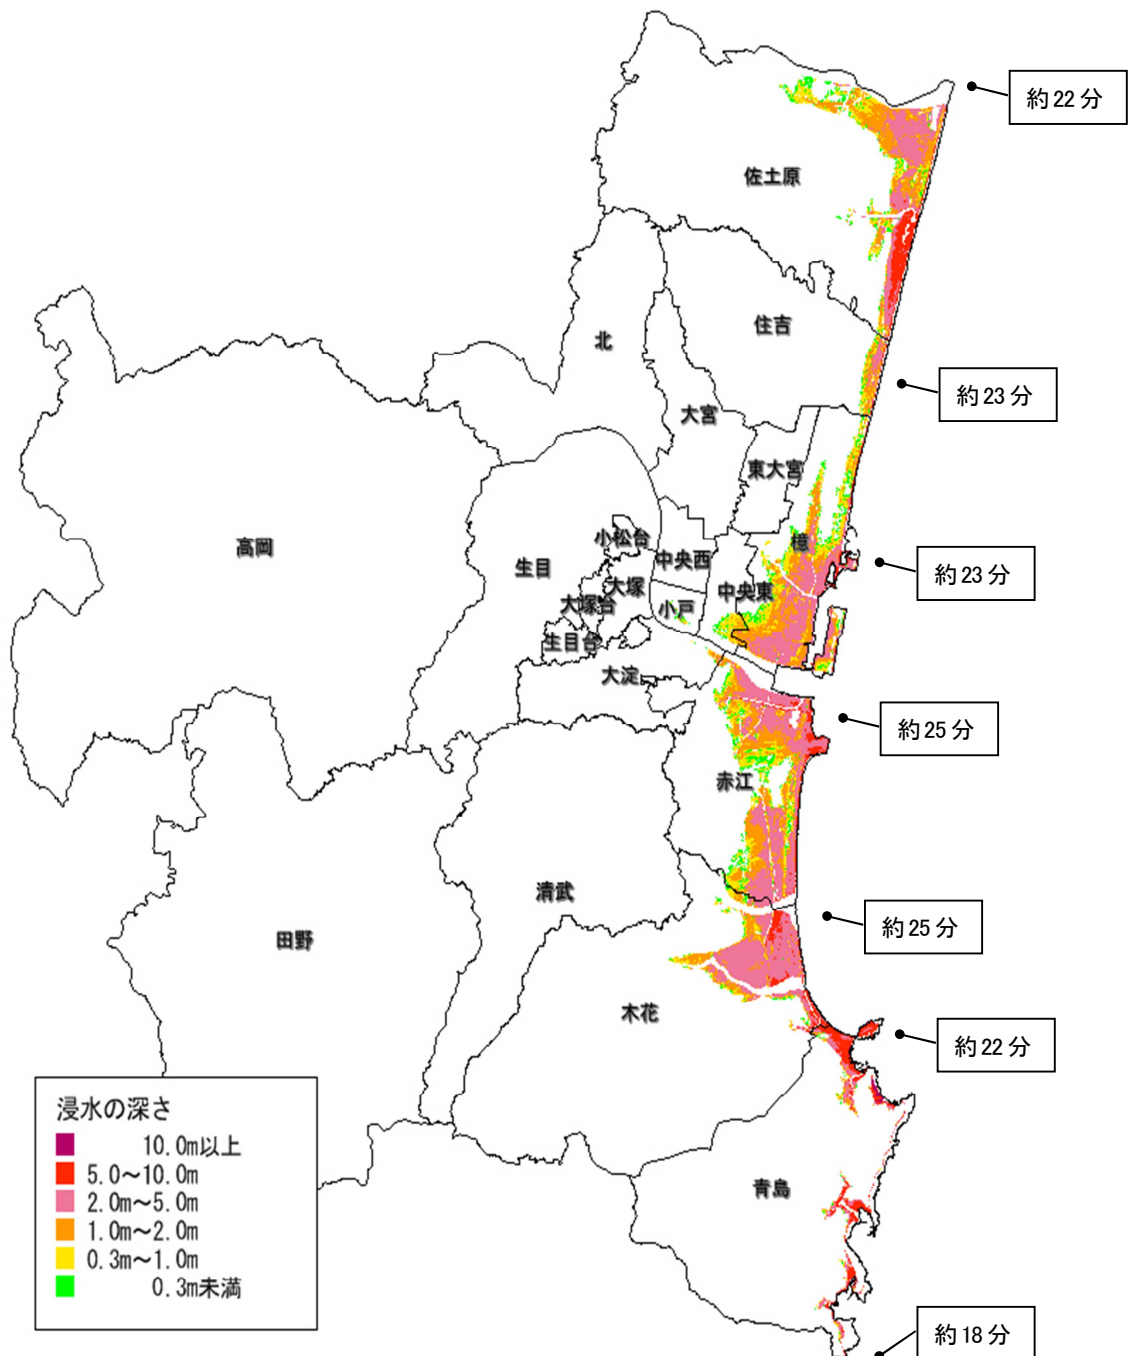 約22分
佐土原
住吉
北
約23分
大宮
東大宮
檍
高岡
小松台
中央西
生目
約23分
大塚
中央東
大塚台
小戸
生目台
大淀
約25分
赤江
清武
約25分
田野
木花
約22分
浸水の深さ
10.0m以上
5.0～10.0m
2.0m～5.0m
1.0m～2.0m
0.3m～1.0m
0.3m未満
青島
約18分